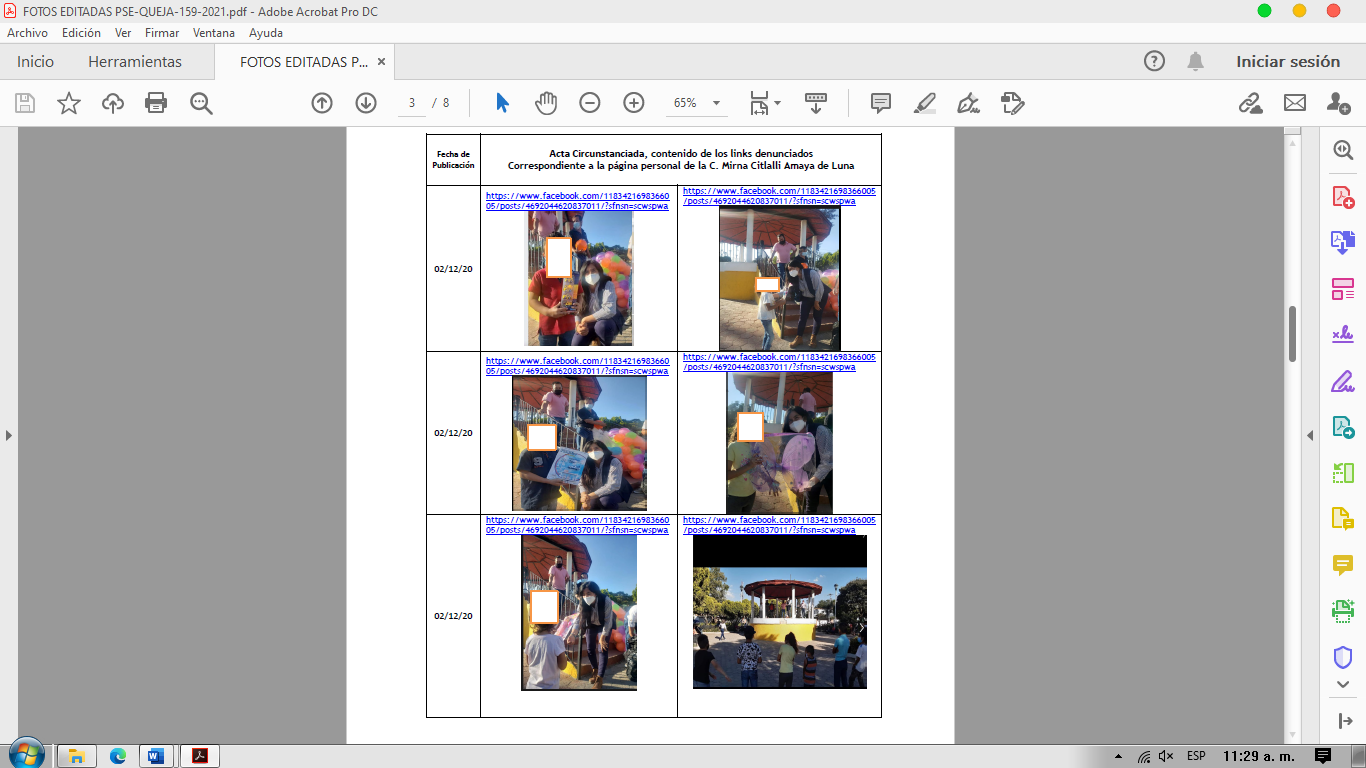 FOTOS EDITADAS PSE-QUEJA-159-2021.pdf - Adobe Acrobat Pro DC
Archivo Edición Ver Firmar Ventana Ayuda
Inicio Herramientas FOTOS EDITADAS P... × Iniciar sesión
3 / 8 65%
Fecha de Publicación
Acta Circunstanciada, contenido de los links denunciados
Correspondiente a la página personal de la C. Mirna Citlalli Amaya de Luna
02/12/20
https://www.facebook.com/11834216983660
05/posts/4692044620837011/?sfnsn=scwspwa
https://www.facebook.com/1183421698366005
/posts/4692044620837011/?sfnsn=scwspwa
02/12/20
https://www.facebook.com/11834216983660
05/posts/4692044620837011/?sfnsn=scwspwa
https://www.facebook.com/1183421698366005
/posts/4692044620837011/?sfnsn=scwspwa
02/12/20
https://www.facebook.com/11834216983660
05/posts/4692044620837011/?sfnsn=scwspwa
https://www.facebook.com/1183421698366005
/posts/4692044620837011/?sfnsn=scwspwa
ESP 11:29 a. m.